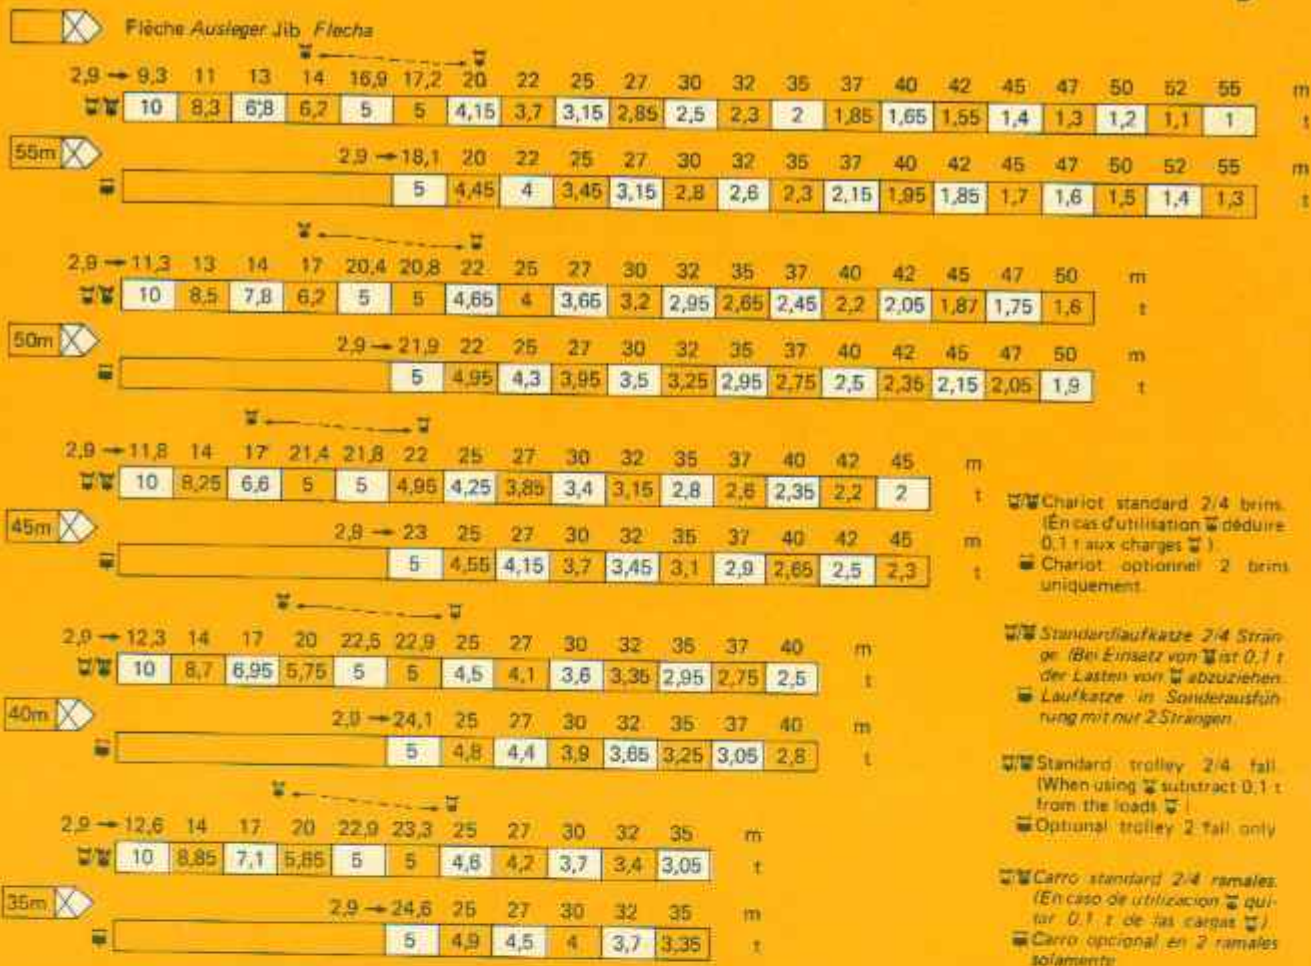 Flèche Ausleger Jib Flecha
2,9 → 9,3 11 13 14 16,9 17,2 20 22 25 27 30 32 35 37 40 42 45 47 50 52 55 m
10 8,3 6,8 6,2 5 5 4,15 3,7 3,15 2,85 2,5 2,3 2 1,85 1,65 1,55 1,4 1,3 1,2 1,1 1 t
55m
2,9 → 18,1 20 22 25 27 30 32 35 37 40 42 45 47 50 52 55 m
5 4,45 4 3,45 3,15 2,8 2,6 2,3 2,15 1,95 1,85 1,7 1,6 1,5 1,4 1,3 t
2,9 → 11,3 13 14 17 20,4 20,8 22 25 27 30 32 35 37 40 42 45 47 50 m
10 8,5 7,8 6,2 5 5 4,65 4 3,65 3,2 2,95 2,65 2,45 2,2 2,05 1,87 1,75 1,6 t
50m
2,9 → 21,9 22 25 27 30 32 35 37 40 42 45 47 50 m
5 4,95 4,3 3,95 3,5 3,25 2,95 2,75 2,5 2,35 2,15 2,05 1,9 t
2,9 → 11,8 14 17 21,4 21,8 22 25 27 30 32 35 37 40 42 45 m
10 8,25 6,6 5 5 4,95 4,25 3,85 3,4 3,15 2,8 2,6 2,35 2,2 2 t
45m
2,9 → 23 25 27 30 32 35 37 40 42 45 m
5 4,55 4,15 3,7 3,45 3,1 2,9 2,65 2,5 2,3 t
2,9 → 12,3 14 17 20 22,5 22,9 25 27 30 32 35 37 40 m
10 8,7 6,95 5,75 5 5 4,5 4,1 3,6 3,35 2,95 2,75 2,5 t
40m
2,9 → 24,1 25 27 30 32 35 37 40 m
5 4,8 4,4 3,9 3,65 3,25 3,05 2,8 t
2,9 → 12,6 14 17 20 22,9 23,3 25 27 30 32 35 m
10 8,85 7,1 5,85 5 5 4,6 4,2 3,7 3,4 3,05 t
35m
2,9 → 24,6 25 27 30 32 35 m
5 4,9 4,5 4 3,7 3,35 t
Chariot standard 2/4 brins.
(En cas d'utilisation déduire
0,1 t aux charges ).
Chariot optionnel 2 brins
uniquement.
Standardlaufkatze 2/4 Strän-
ge. (Bei Einsatz von ist 0,1 t
der Lasten von abzuziehen.
Laufkatze in Sonderausfüh-
rung mit nur 2 Strängen.
Standard trolley 2/4 fall.
(When using substract 0,1 t
from the loads )
Optional trolley 2 fall only
Carro standard 2/4 ramales.
(En caso de utilizacion qui-
tar 0,1 t de las cargas )
Carro opcional en 2 ramales
solamente